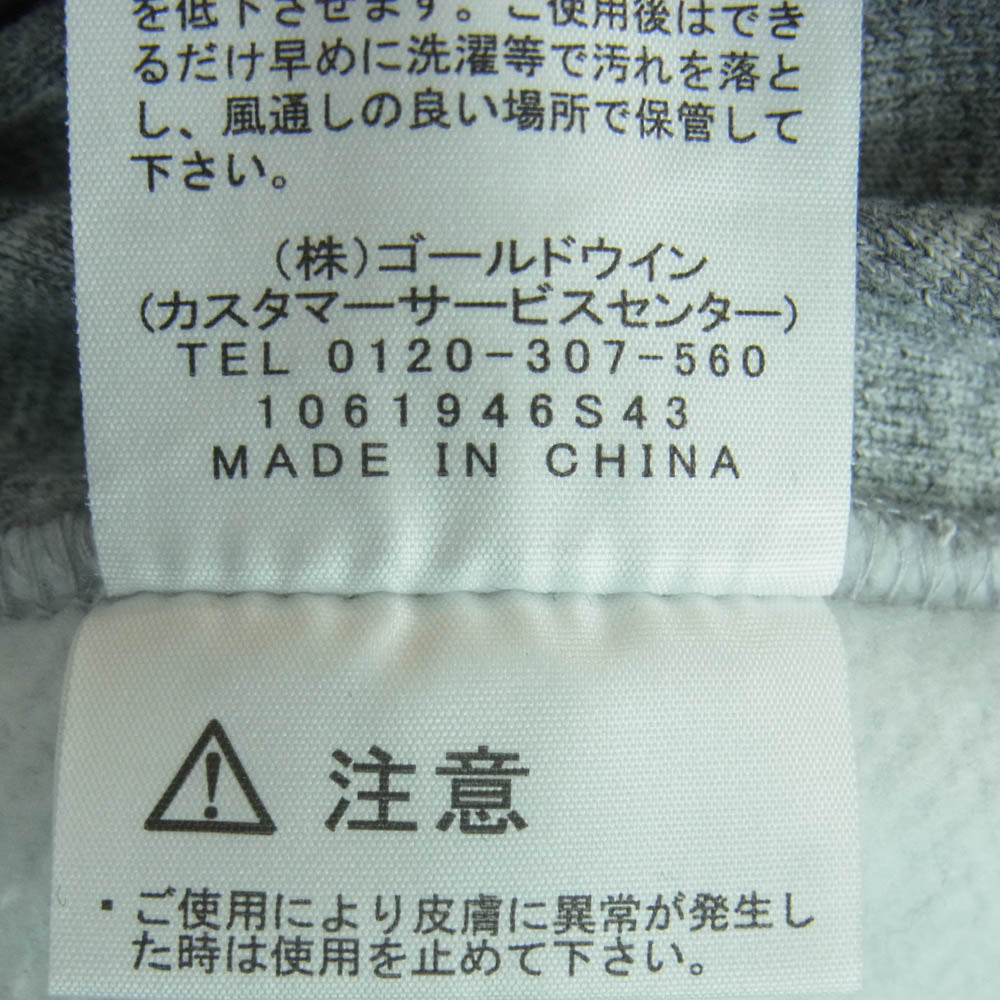 を低下させます。ご使用後はでき
るだけ早めに洗濯等で汚れを落と
し、風通しの良い場所で保管して
下さい。
(株)ゴールドウイン
(カスタマーサービスセンター)
TEL 0120-307-560
1061946S43
MADE IN CHINA
注意
・ご使用により皮膚に異常が発生し
た時は使用を止めて下さい。